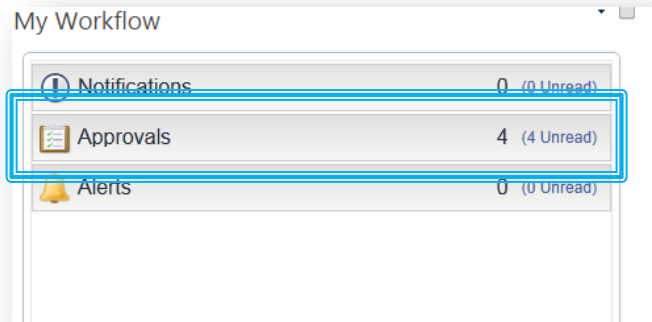 My Workflow
Notifications 0 (0 Unread)
Approvals 4 (4 Unread)
Alerts 0 (0 Unread)